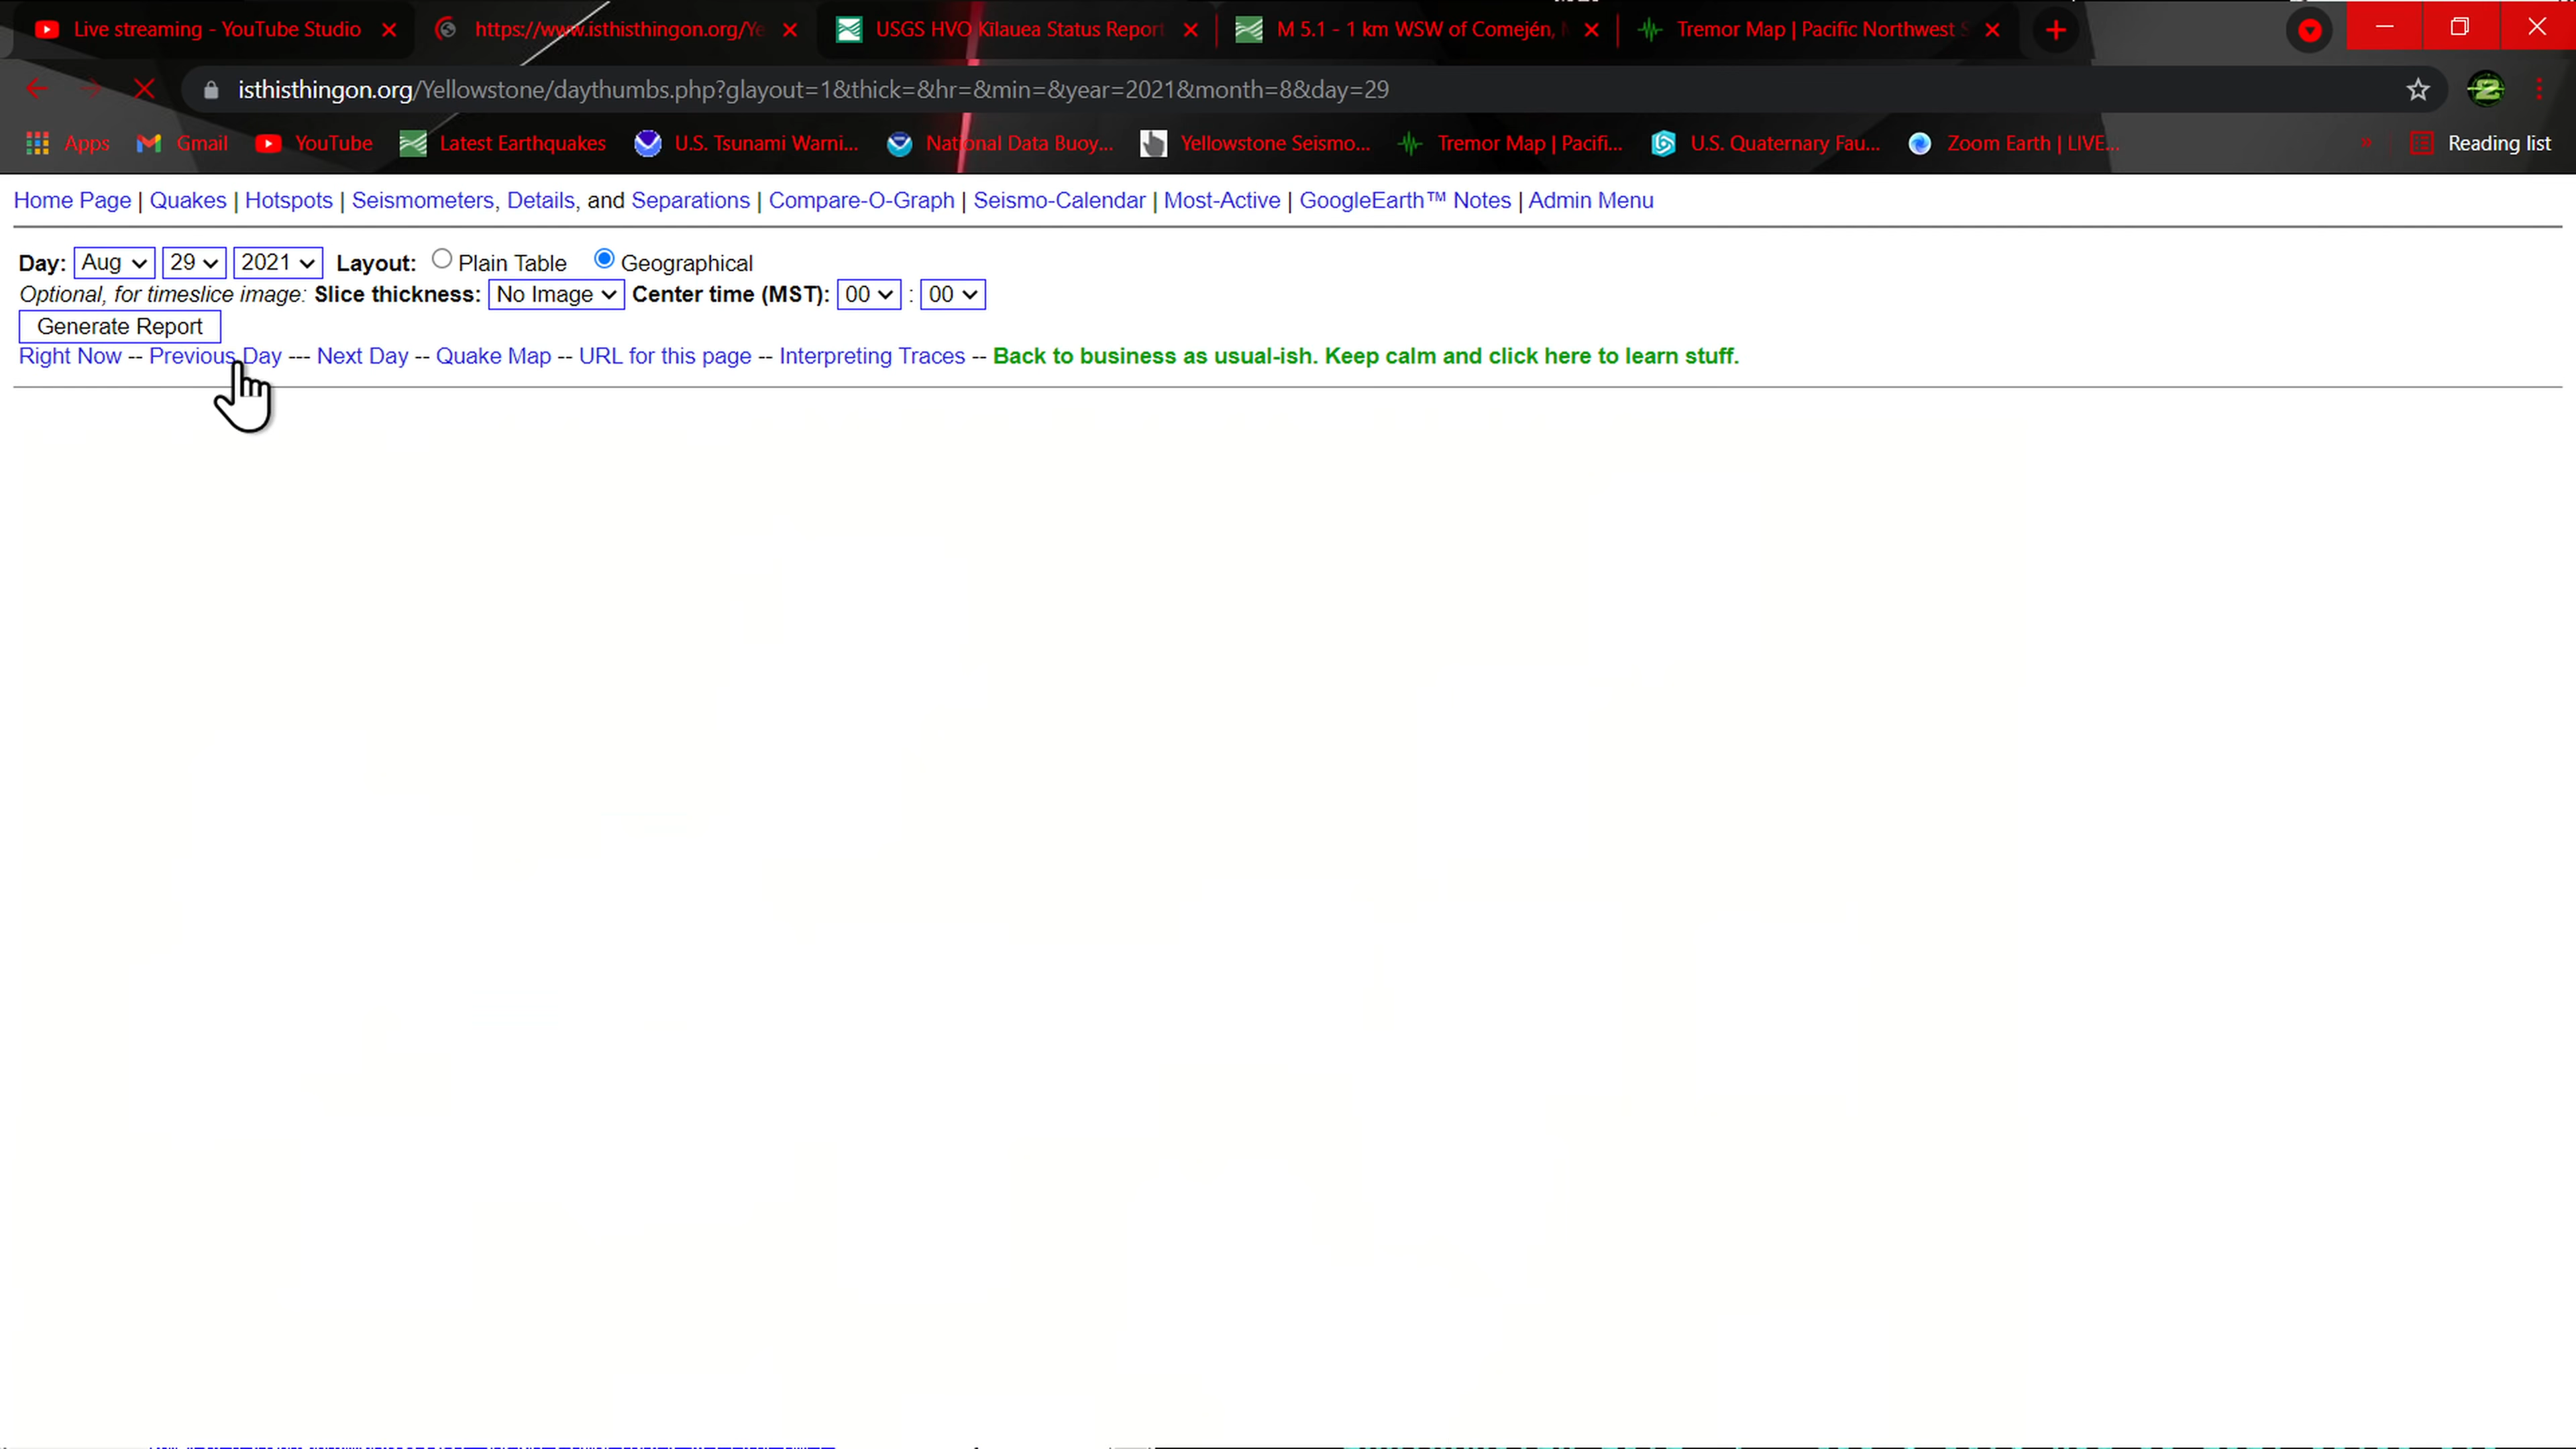 Live streaming - YouTube Studio https://www.isthisthingon.org/Ye USGS HVO Kilauea Status Report M 5.1 - 1 km WSW of Comején, Tremor Map | Pacific Northwest
isthisthingon.org/Yellowstone/daythumbs.php?glayout=1&thick=&hr=&min=&year=2021&month=8&day=29
Apps Gmail YouTube Latest Earthquakes U.S. Tsunami Warni... National Data Buoy... Yellowstone Seismo... Tremor Map | Pacifi... U.S. Quaternary Fau... Zoom Earth | LIVE... Reading list
Home Page | Quakes | Hotspots | Seismometers, Details, and Separations | Compare-O-Graph | Seismo-Calendar | Most-Active | GoogleEarth™ Notes | Admin Menu
Day: Aug 29 2021 Layout: Plain Table Geographical
Optional, for timeslice image: Slice thickness: No Image Center time (MST): 00 : 00
Generate Report
Right Now -- Previous Day --- Next Day -- Quake Map -- URL for this page -- Interpreting Traces -- Back to business as usual-ish. Keep calm and click here to learn stuff.